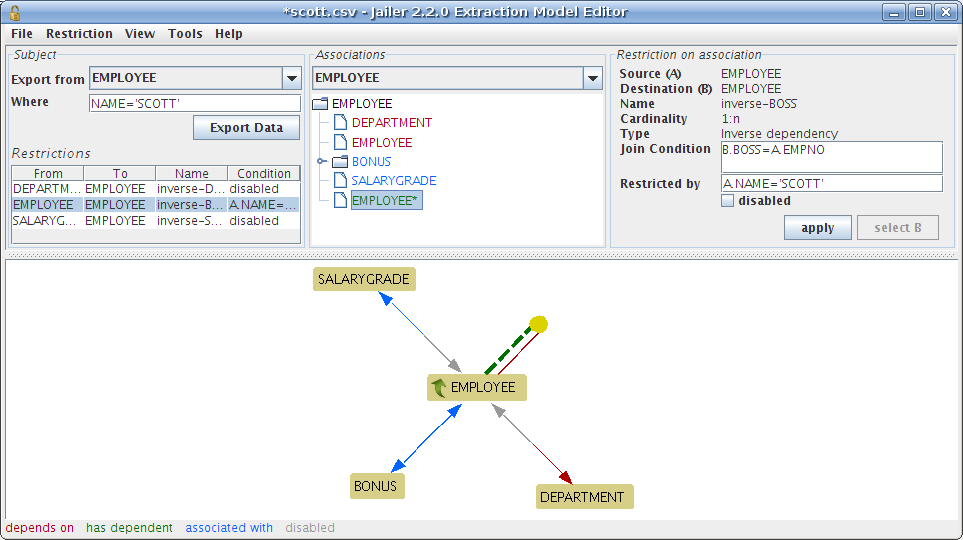 *scott.csv - Jailer 2.2.0 Extraction Model Editor
File Restriction View Tools Help
Subject
Export from EMPLOYEE
Where NAME='SCOTT'
Export Data
Restrictions
From To Name Condition
DEPARTM... EMPLOYEE inverse-D... disabled
EMPLOYEE EMPLOYEE inverse-B... A.NAME=...
SALARYG... EMPLOYEE inverse-S... disabled
Associations
EMPLOYEE
EMPLOYEE
DEPARTMENT
EMPLOYEE
BONUS
SALARYGRADE
EMPLOYEE*
Restriction on association
Source (A) EMPLOYEE
Destination (B) EMPLOYEE
Name inverse-BOSS
Cardinality 1:n
Type Inverse dependency
Join Condition B.BOSS=A.EMPNO
Restricted by A.NAME='SCOTT'
disabled
apply select B
SALARYGRADE
EMPLOYEE
BONUS
DEPARTMENT
depends on has dependent associated with disabled